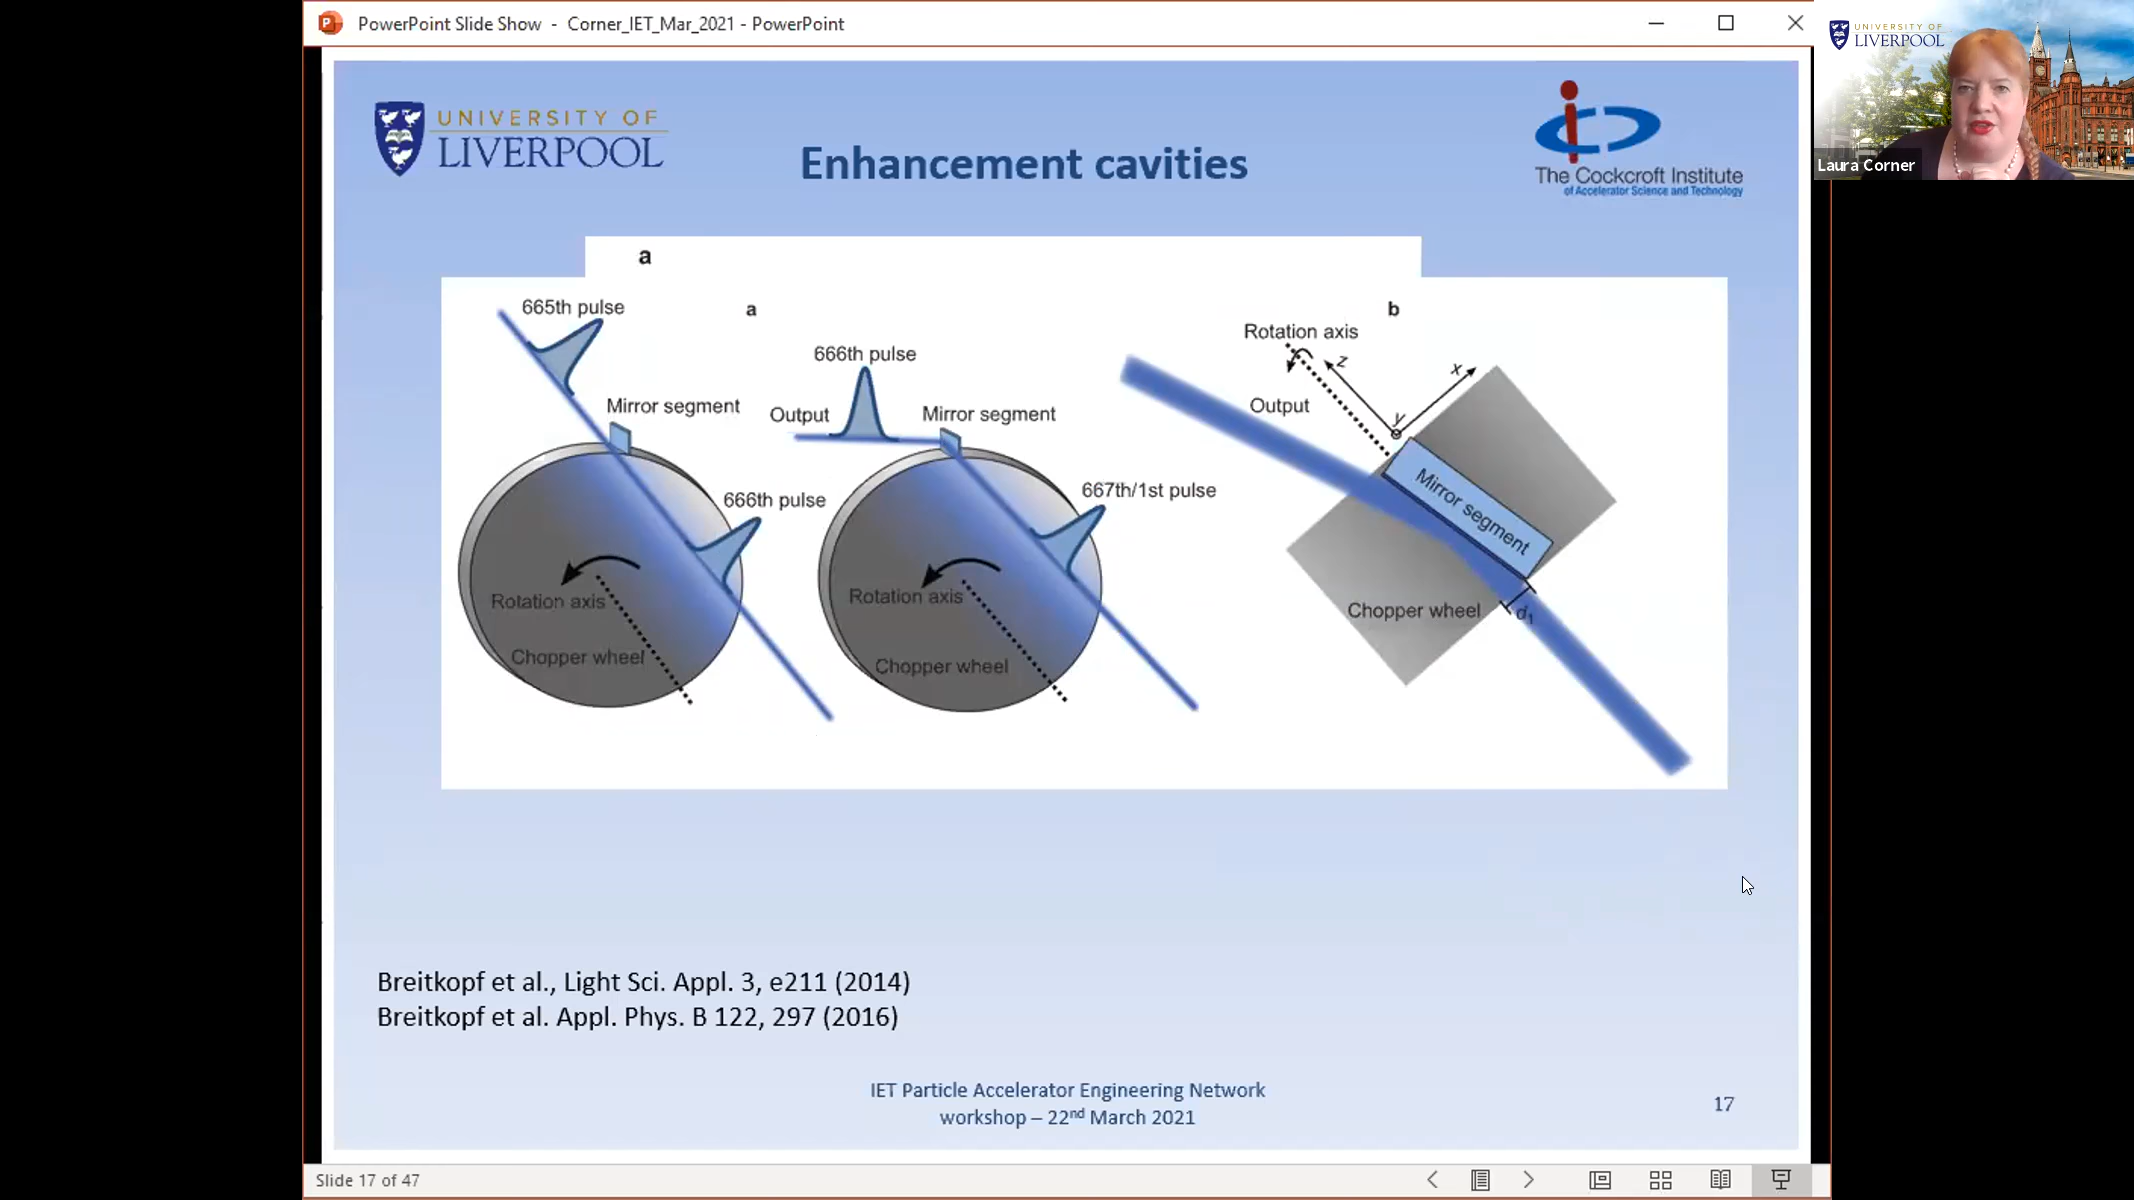 PowerPoint Slide Show - Corner_IET_Mar_2021 - PowerPoint
UNIVERSITY OF
LIVERPOOL
Laura Corner
UNIVERSITY OF
LIVERPOOL
Enhancement cavities
The Cockcroft Institute
of Accelerator Science and Technology
a
665th pulse
Mirror segment
666th pulse
Rotation axis
Chopper wheel
a
666th pulse
Output
Mirror segment
667th/1st pulse
Rotation axis
Chopper wheel
b
Rotation axis
z
x
y
Output
Mirror segment
Chopper wheel
d1
Breitkopf et al., Light Sci. Appl. 3, e211 (2014)
Breitkopf et al. Appl. Phys. B 122, 297 (2016)
IET Particle Accelerator Engineering Network
workshop – 22nd March 2021
17
Slide 17 of 47